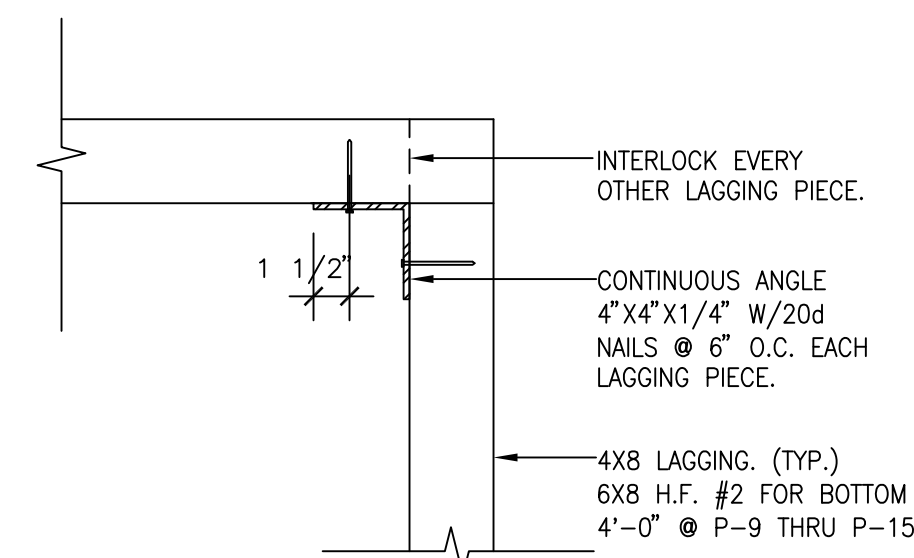 INTERLOCK EVERY
OTHER LAGGING PIECE.
1 1/2"
CONTINUOUS ANGLE
4"X4"X1/4" W/20d
NAILS @ 6" O.C. EACH
LAGGING PIECE.
4X8 LAGGING. (TYP.)
6X8 H.F. #2 FOR BOTTOM
4'-0" @ P-9 THRU P-15